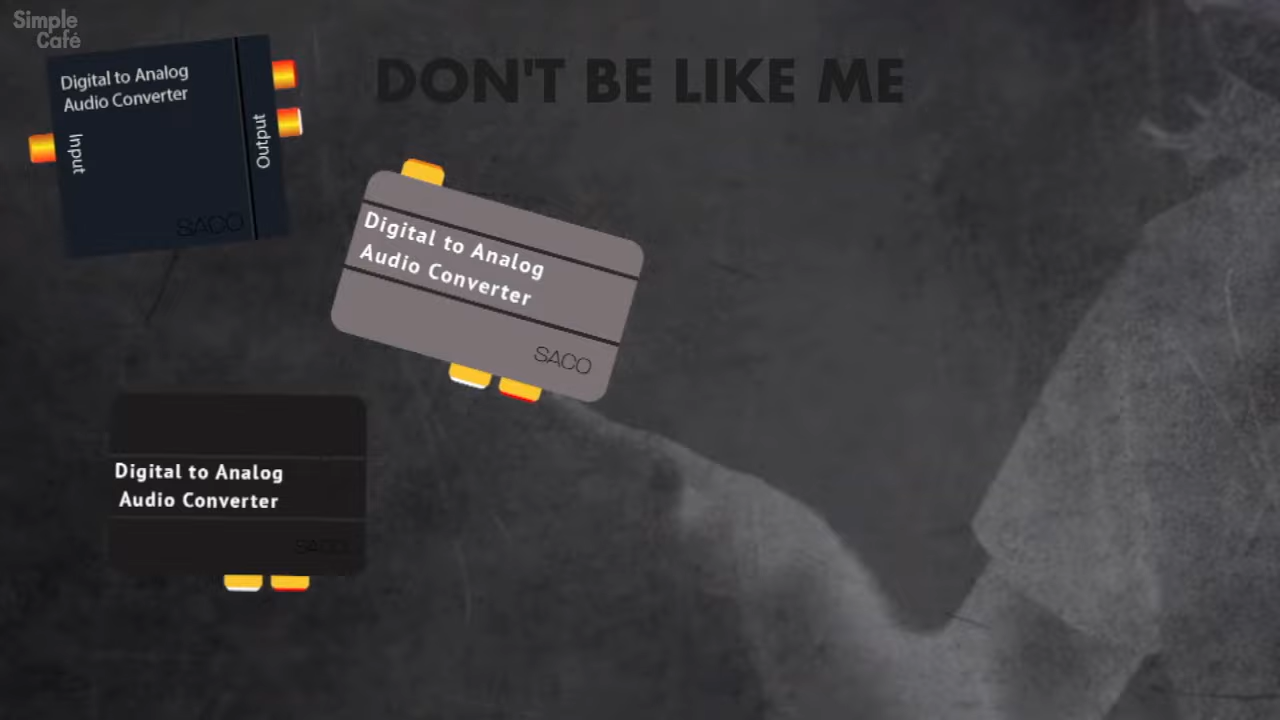 Simple
Café
DON'T BE LIKE ME
Digital to Analog
Audio Converter
Input
Output
SACO
Digital to Analog
Audio Converter
SACO
Digital to Analog
Audio Converter
SACO